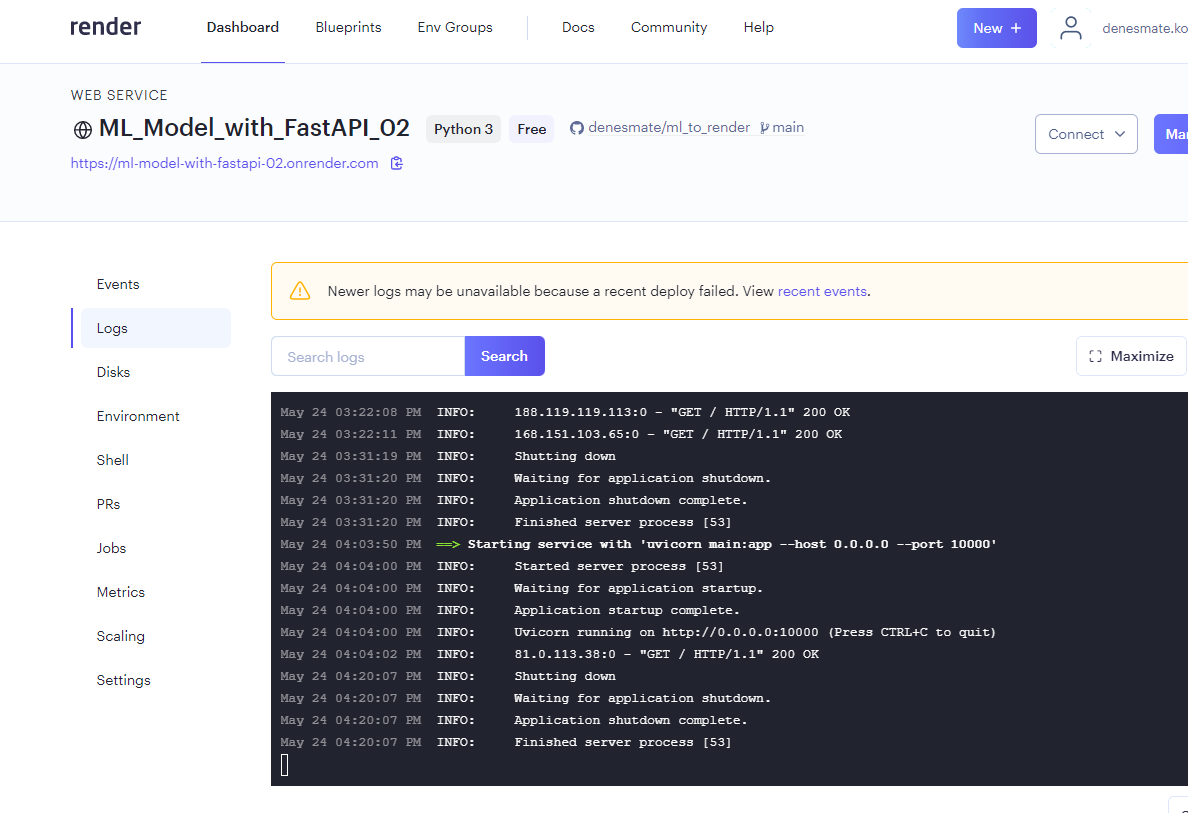 render Dashboard Blueprints Env Groups Docs Community Help New + denesmate.ko
WEB SERVICE
ML_Model_with_FastAPI_02 Python 3 Free denesmate/ml_to_render main Connect
https://ml-model-with-fastapi-02.onrender.com
Events
Logs
Disks
Environment
Shell
PRs
Jobs
Metrics
Scaling
Settings
Newer logs may be unavailable because a recent deploy failed. View recent events.
Search logs Search Maximize
May 24 03:22:08 PM INFO: 188.119.119.113:0 - "GET / HTTP/1.1" 200 OK
May 24 03:22:11 PM INFO: 168.151.103.65:0 - "GET / HTTP/1.1" 200 OK
May 24 03:31:19 PM INFO: Shutting down
May 24 03:31:20 PM INFO: Waiting for application shutdown.
May 24 03:31:20 PM INFO: Application shutdown complete.
May 24 03:31:20 PM INFO: Finished server process [53]
May 24 04:03:50 PM ==> Starting service with 'uvicorn main:app --host 0.0.0.0 --port 10000'
May 24 04:04:00 PM INFO: Started server process [53]
May 24 04:04:00 PM INFO: Waiting for application startup.
May 24 04:04:00 PM INFO: Application startup complete.
May 24 04:04:00 PM INFO: Uvicorn running on http://0.0.0.0:10000 (Press CTRL+C to quit)
May 24 04:04:02 PM INFO: 81.0.113.38:0 - "GET / HTTP/1.1" 200 OK
May 24 04:20:07 PM INFO: Shutting down
May 24 04:20:07 PM INFO: Waiting for application shutdown.
May 24 04:20:07 PM INFO: Application shutdown complete.
May 24 04:20:07 PM INFO: Finished server process [53]